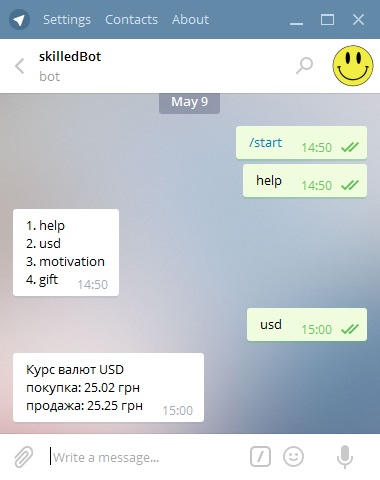 Settings Contacts About
skilledBot
bot
May 9
/start 14:50
help 14:50
1. help
2. usd
3. motivation
4. gift 14:50
usd 15:00
Курс валют USD
покупка: 25.02 грн
продажа: 25.25 грн 15:00
Write a message...